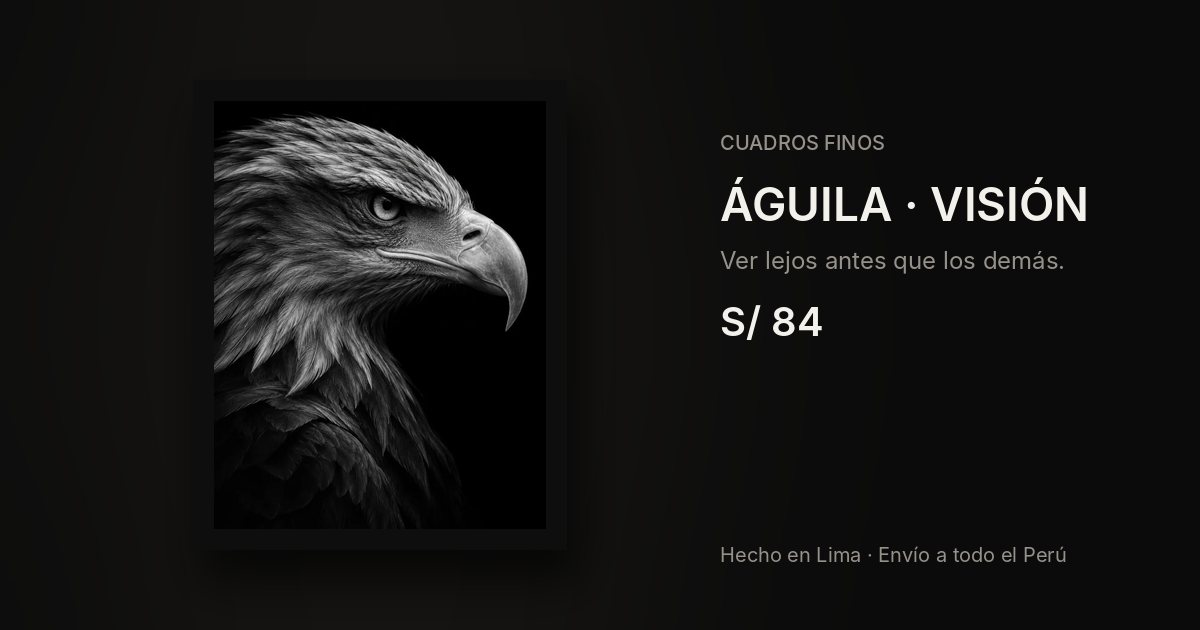 CUADROS FINOS
ÁGUILA · VISIÓN
Ver lejos antes que los demás.
S/ 84
Hecho en Lima · Envío a todo el Perú